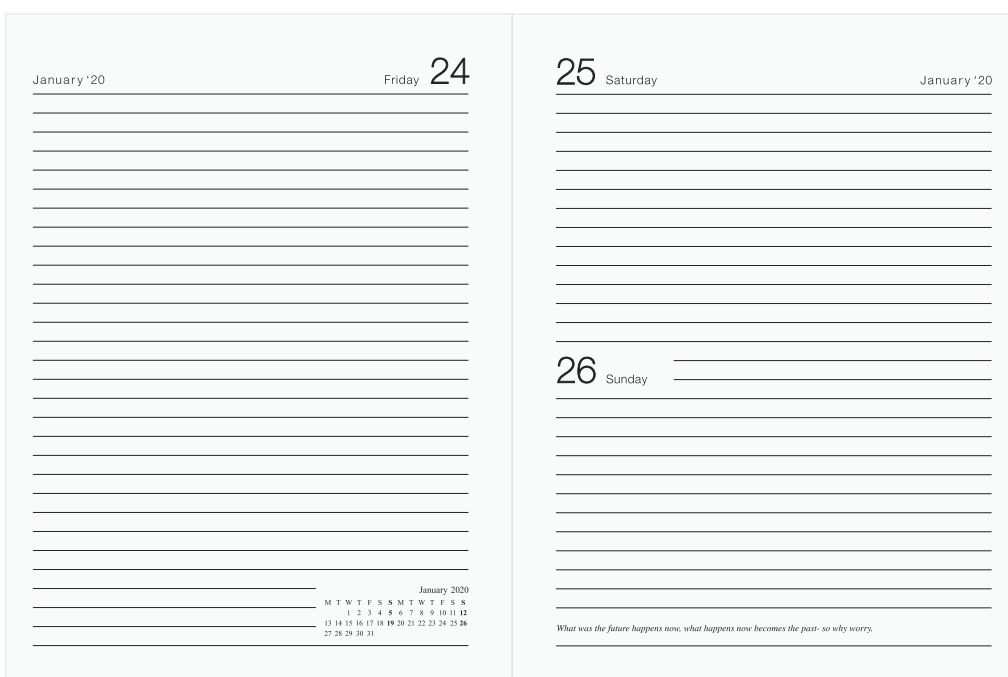 January '20 Friday 24
January 2020
M T W T F S S M T W T F S S
1 2 3 4 5 6 7 8 9 10 11 12
13 14 15 16 17 18 19 20 21 22 23 24 25 26
27 28 29 30 31
25 Saturday January '20
26 Sunday
What was the future happens now, what happens now becomes the past- so why worry.